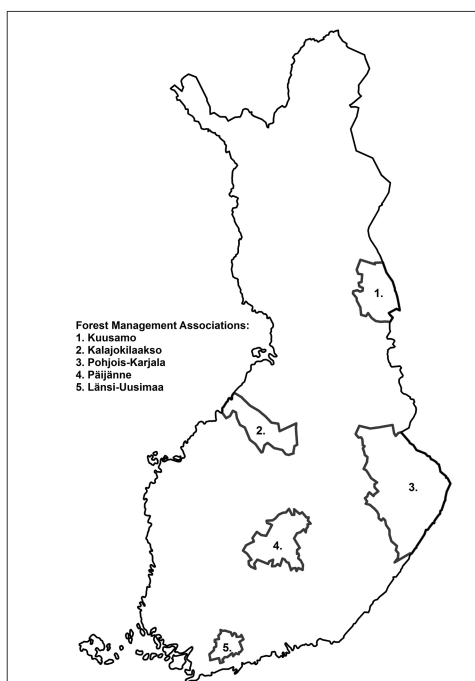 1.
Forest Management Associations:
1. Kuusamo
2. Kalajokilaakso
3. Pohjois-Karjala
4. Päijänne
5. Länsi-Uusimaa
2.
3.
4.
5.